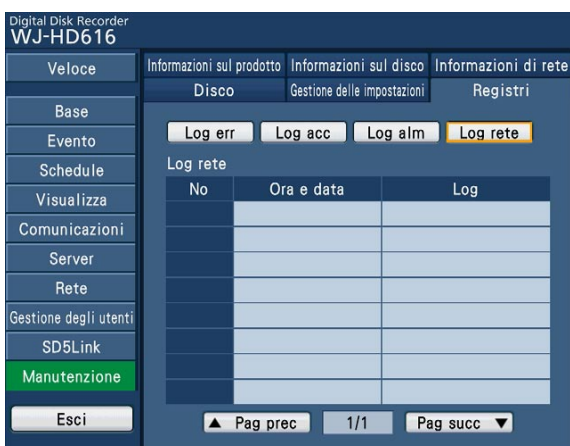 Digital Disk Recorder
WJ-HD616
Veloce
Base
Evento
Schedule
Visualizza
Comunicazioni
Server
Rete
Gestione degli utenti
SD5Link
Manutenzione
Esci
Informazioni sul prodotto Informazioni sul disco Informazioni di rete
Disco Gestione delle impostazioni Registri
Log err Log acc Log alm Log rete
Log rete
No Ora e data Log
▲ Pag prec 1/1 Pag succ ▼